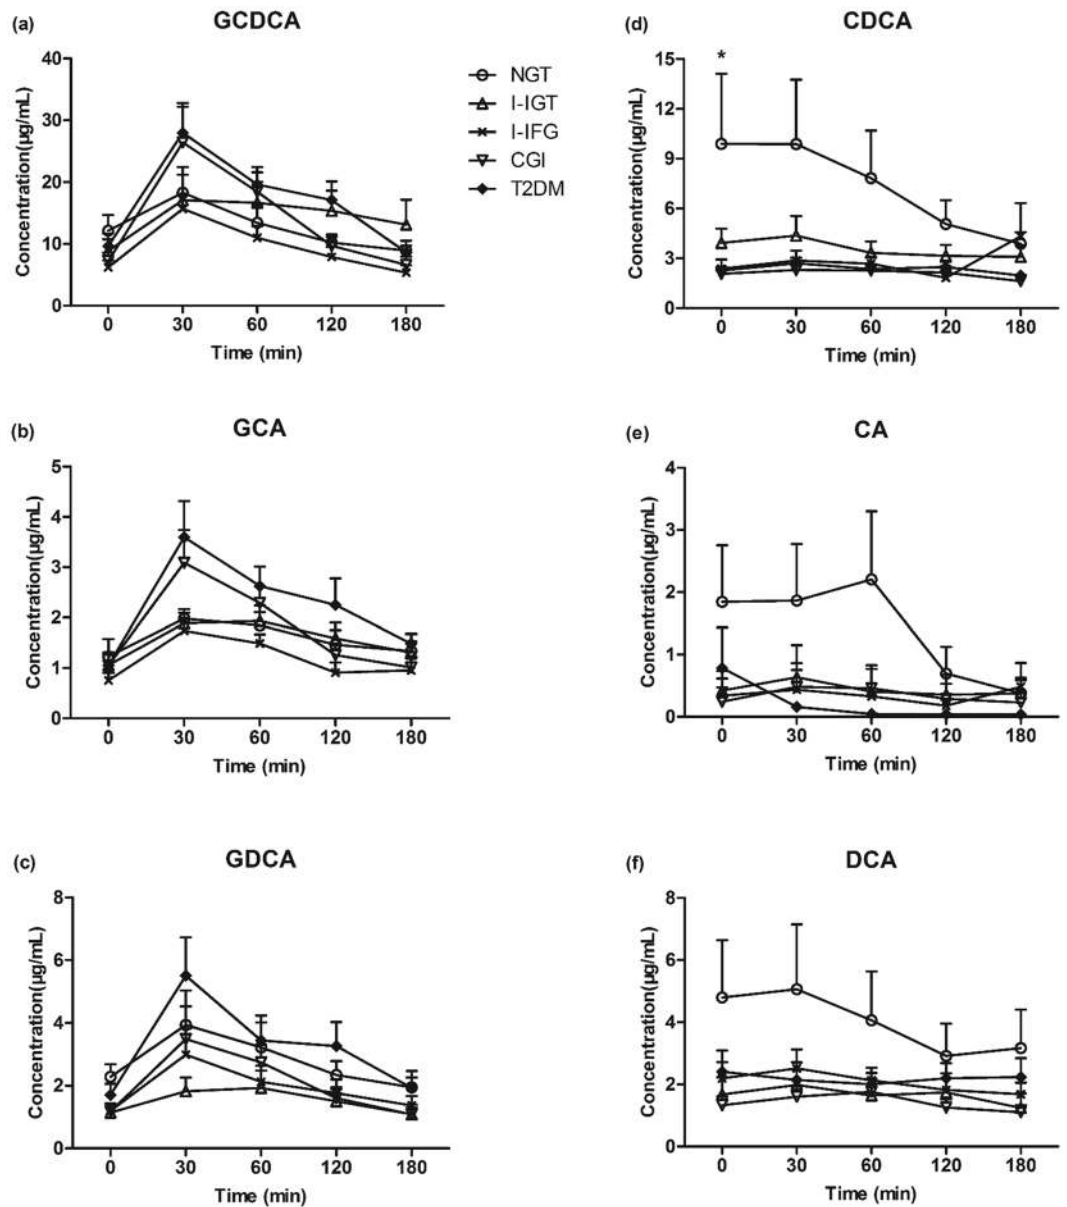 (a)
GCDCA
Concentration(µg/mL)
40
30
20
10
0
0 30 60 120 180
Time (min)
NGT
I-IGT
I-IFG
CGI
T2DM
(d)
CDCA
*
Concentration(µg/mL)
15
12
9
6
3
0
0 30 60 120 180
Time (min)
(b)
GCA
Concentration(µg/mL)
5
4
3
2
1
0
0 30 60 120 180
Time (min)
(e)
CA
Concentration(µg/mL)
4
3
2
1
0
0 30 60 120 180
Time (min)
(c)
GDCA
Concentration(µg/mL)
8
6
4
2
0
0 30 60 120 180
Time (min)
(f)
DCA
Concentration(µg/mL)
8
6
4
2
0
0 30 60 120 180
Time (min)